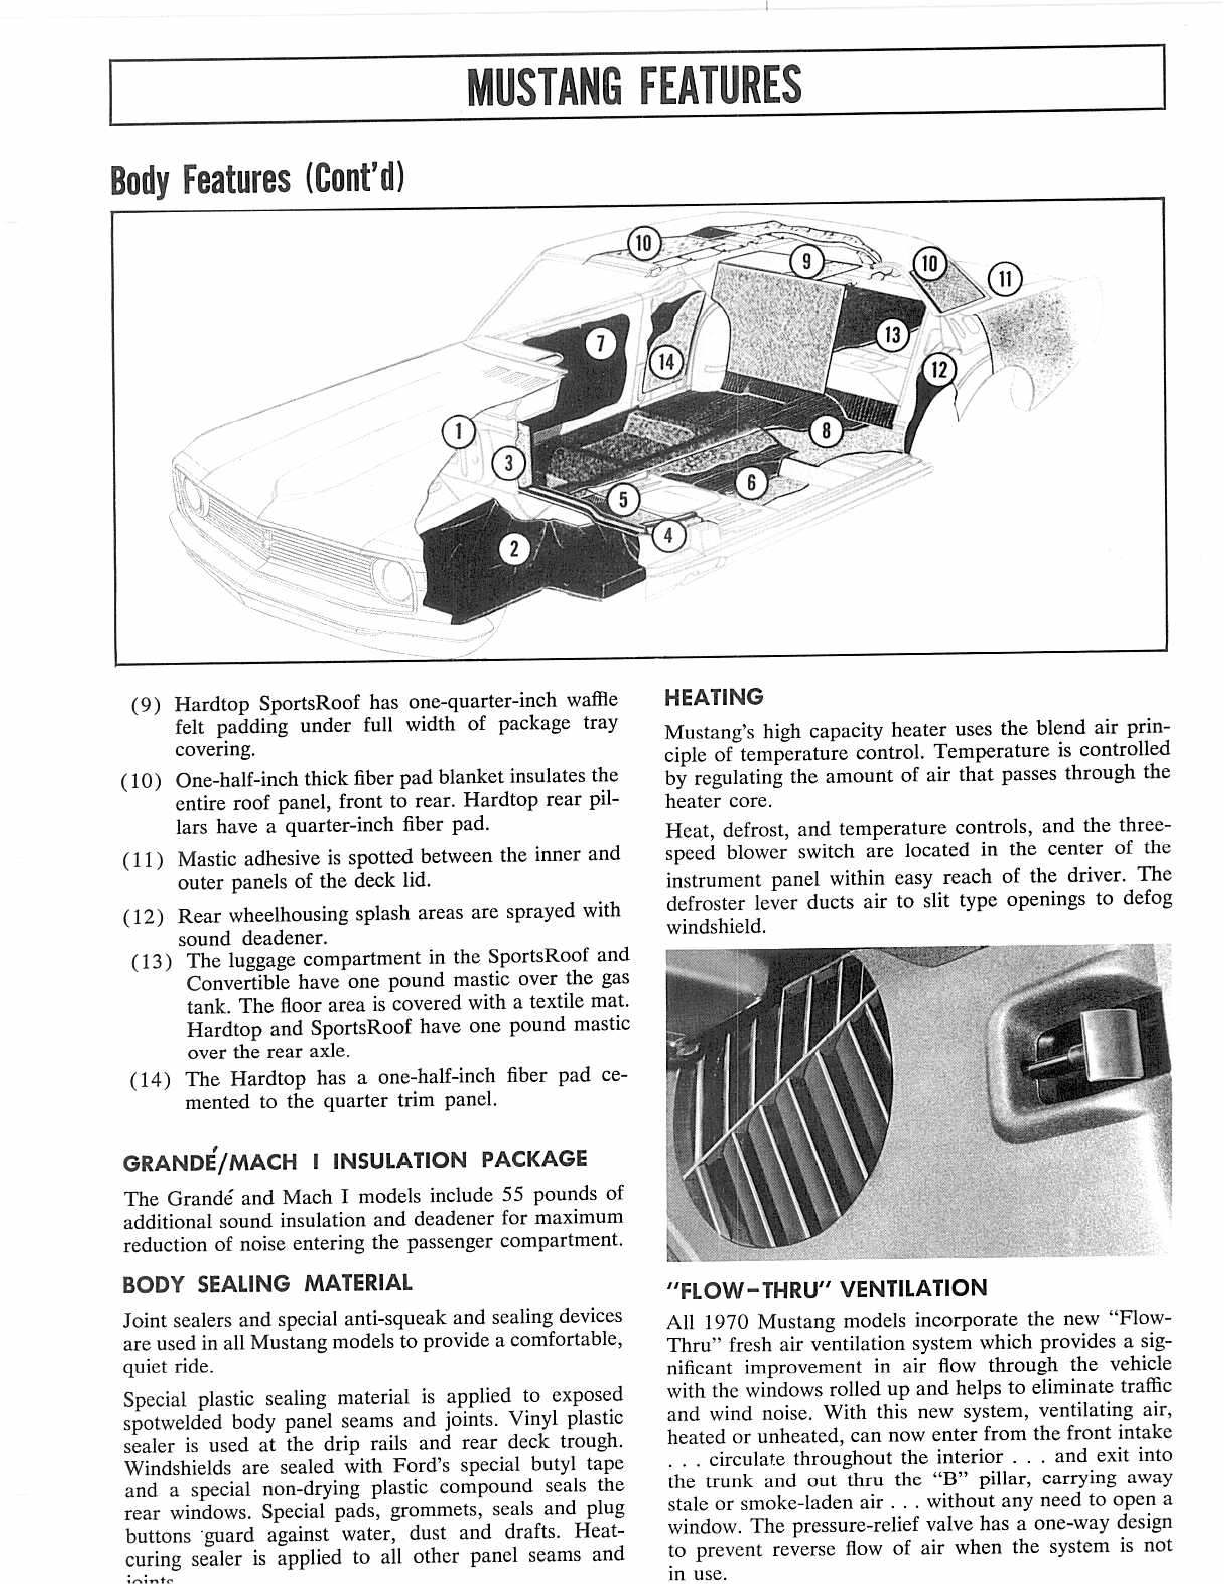 MUSTANG FEATURES
Body Features (Cont'd)
10
9
10
11
7
13
14
12
1
8
3
6
5
4
2
(9) Hardtop SportsRoof has one-quarter-inch waffle
felt padding under full width of package tray
covering.
(10) One-half-inch thick fiber pad blanket insulates the
entire roof panel, front to rear. Hardtop rear pil-
lars have a quarter-inch fiber pad.
(11) Mastic adhesive is spotted between the inner and
outer panels of the deck lid.
(12) Rear wheelhousing splash areas are sprayed with
sound deadener.
(13) The luggage compartment in the SportsRoof and
Convertible have one pound mastic over the gas
tank. The floor area is covered with a textile mat.
Hardtop and SportsRoof have one pound mastic
over the rear axle.
(14) The Hardtop has a one-half-inch fiber pad ce-
mented to the quarter trim panel.
GRANDÉ/MACH I INSULATION PACKAGE
The Grandé and Mach I models include 55 pounds of
additional sound insulation and deadener for maximum
reduction of noise entering the passenger compartment.
BODY SEALING MATERIAL
Joint sealers and special anti-squeak and sealing devices
are used in all Mustang models to provide a comfortable,
quiet ride.
Special plastic sealing material is applied to exposed
spotwelded body panel seams and joints. Vinyl plastic
sealer is used at the drip rails and rear deck trough.
Windshields are sealed with Ford's special butyl tape
and a special non-drying plastic compound seals the
rear windows. Special pads, grommets, seals and plug
buttons guard against water, dust and drafts. Heat-
curing sealer is applied to all other panel seams and
joints
HEATING
Mustang's high capacity heater uses the blend air prin-
ciple of temperature control. Temperature is controlled
by regulating the amount of air that passes through the
heater core.
Heat, defrost, and temperature controls, and the three-
speed blower switch are located in the center of the
instrument panel within easy reach of the driver. The
defroster lever ducts air to slit type openings to defog
windshield.
"FLOW-THRU" VENTILATION
All 1970 Mustang models incorporate the new "Flow-
Thru" fresh air ventilation system which provides a sig-
nificant improvement in air flow through the vehicle
with the windows rolled up and helps to eliminate traffic
and wind noise. With this new system, ventilating air,
heated or unheated, can now enter from the front intake
. . . circulate throughout the interior . . . and exit into
the trunk and out thru the "B" pillar, carrying away
stale or smoke-laden air . . . without any need to open a
window. The pressure-relief valve has a one-way design
to prevent reverse flow of air when the system is not
in use.